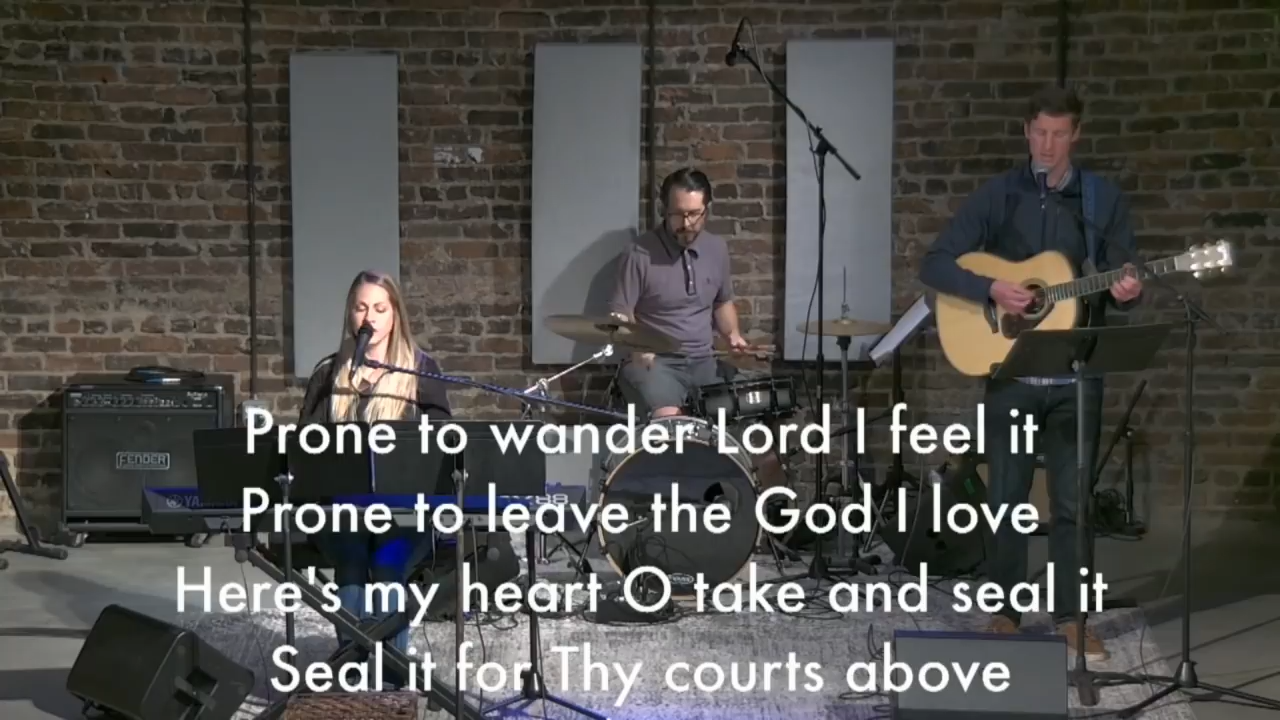 FENDER
Prone to wander Lord I feel it
Prone to leave the God I love
Here's my heart O take and seal it
Seal it for Thy courts above